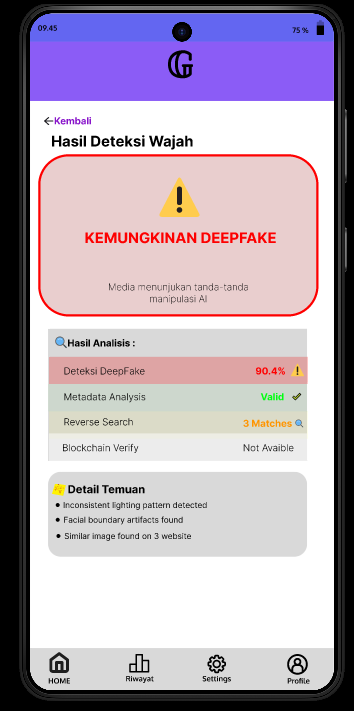 09.45
75 %
G
←Kembali
Hasil Deteksi Wajah
KEMUNGKINAN DEEPFAKE
Media menunjukan tanda-tanda
manipulasi AI
Hasil Analisis :
Deteksi DeepFake 90.4%
Metadata Analysis Valid
Reverse Search 3 Matches
Blockchain Verify Not Avaible
Detail Temuan
• Inconsistent lighting pattern detected
• Facial boundary artifacts found
• Similar image found on 3 website
HOME Riwayat Settings Profile